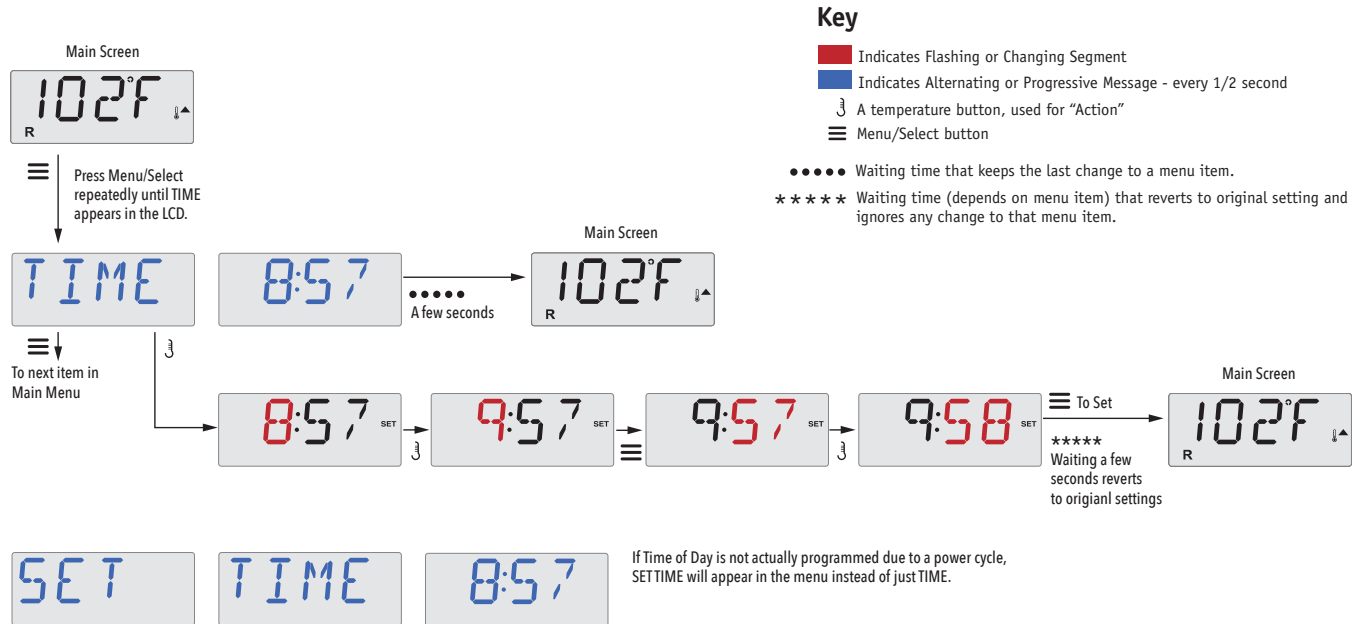 Key
Indicates Flashing or Changing Segment
Indicates Alternating or Progressive Message - every 1/2 second
A temperature button, used for “Action”
Menu/Select button
••••• Waiting time that keeps the last change to a menu item.
***** Waiting time (depends on menu item) that reverts to original setting and
ignores any change to that menu item.
Main Screen
102°F
R
Press Menu/Select
repeatedly until TIME
appears in the LCD.
TIME
8:57
•••••
A few seconds
Main Screen
102°F
R
To next item in
Main Menu
8:57 SET
9:57 SET
9:57 SET
9:58 SET
To Set
*****
Waiting a few
seconds reverts
to origianl settings
Main Screen
102°F
R
SET
TIME
8:57
If Time of Day is not actually programmed due to a power cycle,
SET TIME will appear in the menu instead of just TIME.